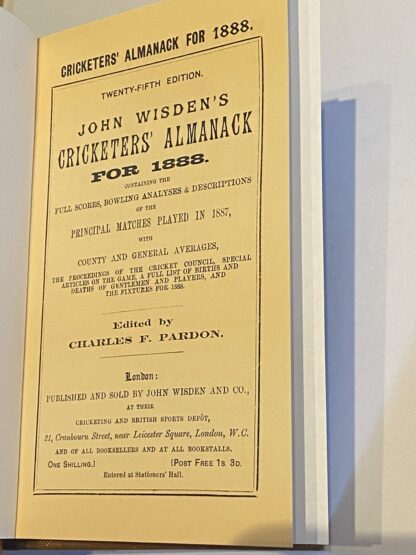 CRICKETERS' ALMANACK FOR 1888.
TWENTY-FIFTH EDITION.
JOHN WISDEN'S
CRICKETERS' ALMANACK
FOR 1888.
CONTAINING THE
FULL SCORES, BOWLING ANALYSES & DESCRIPTIONS
OF THE
PRINCIPAL MATCHES PLAYED IN 1887,
WITH
COUNTY AND GENERAL AVERAGES,
THE PROCEEDINGS OF THE CRICKET COUNCIL, SPECIAL
ARTICLES ON THE GAME, A FULL LIST OF BIRTHS AND
DEATHS OF GENTLEMEN AND PLAYERS, AND
THE FIXTURES FOR 1888.
Edited by
CHARLES F. PARDON.
London:
PUBLISHED AND SOLD BY JOHN WISDEN AND CO.,
AT THEIR
CRICKETING AND BRITISH SPORTS DEPÔT,
21, Cranbourn Street, near Leicester Square, London, W.C.
AND OF ALL BOOKSELLERS AND AT ALL BOOKSTALLS.
ONE SHILLING.) (POST FREE 1s. 3D.
Entered at Stationers' Hall.